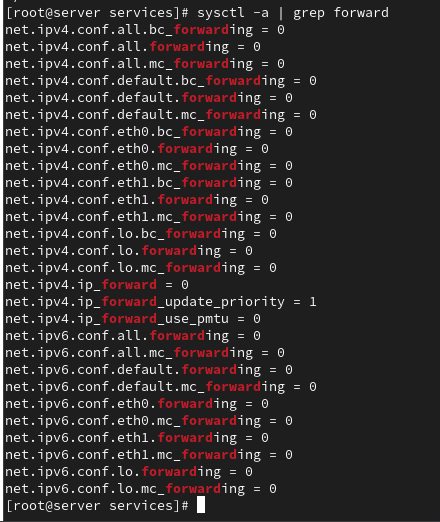 [root@server services]# sysctl -a | grep forward
net.ipv4.conf.all.bc_forwarding = 0
net.ipv4.conf.all.forwarding = 0
net.ipv4.conf.all.mc_forwarding = 0
net.ipv4.conf.default.bc_forwarding = 0
net.ipv4.conf.default.forwarding = 0
net.ipv4.conf.default.mc_forwarding = 0
net.ipv4.conf.eth0.bc_forwarding = 0
net.ipv4.conf.eth0.forwarding = 0
net.ipv4.conf.eth0.mc_forwarding = 0
net.ipv4.conf.eth1.bc_forwarding = 0
net.ipv4.conf.eth1.forwarding = 0
net.ipv4.conf.eth1.mc_forwarding = 0
net.ipv4.conf.lo.bc_forwarding = 0
net.ipv4.conf.lo.forwarding = 0
net.ipv4.conf.lo.mc_forwarding = 0
net.ipv4.ip_forward = 0
net.ipv4.ip_forward_update_priority = 1
net.ipv4.ip_forward_use_pmtu = 0
net.ipv6.conf.all.forwarding = 0
net.ipv6.conf.all.mc_forwarding = 0
net.ipv6.conf.default.forwarding = 0
net.ipv6.conf.default.mc_forwarding = 0
net.ipv6.conf.eth0.forwarding = 0
net.ipv6.conf.eth0.mc_forwarding = 0
net.ipv6.conf.eth1.forwarding = 0
net.ipv6.conf.eth1.mc_forwarding = 0
net.ipv6.conf.lo.forwarding = 0
net.ipv6.conf.lo.mc_forwarding = 0
[root@server services]#